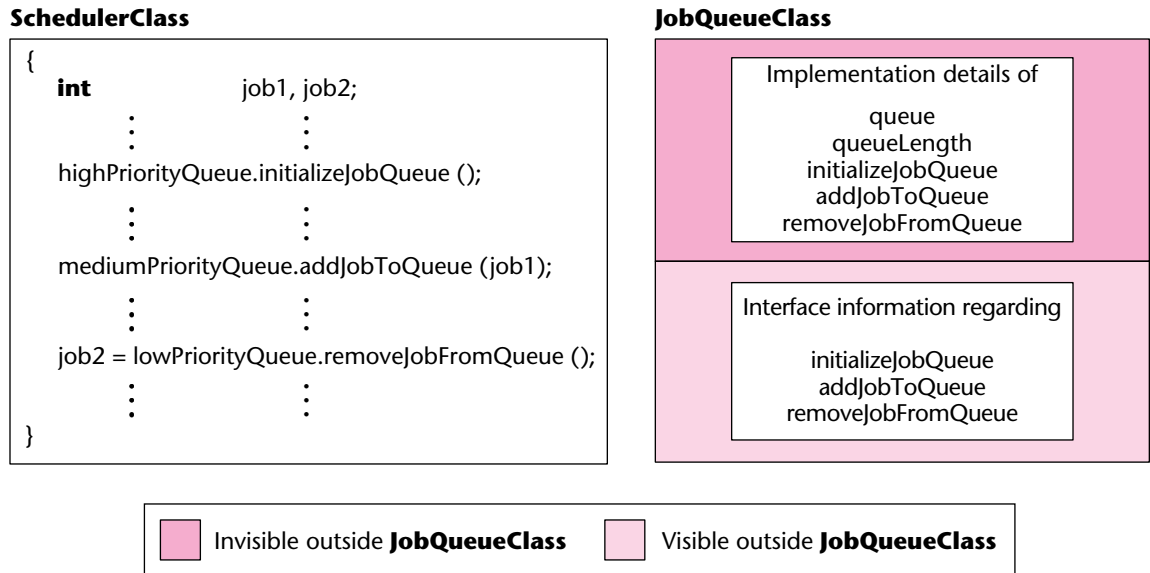 SchedulerClass
{
int job1, job2;
highPriorityQueue.initializeJobQueue ();
mediumPriorityQueue.addJobToQueue (job1);
job2 = lowPriorityQueue.removeJobFromQueue ();
}
JobQueueClass
Implementation details of
queue
queueLength
initializeJobQueue
addJobToQueue
removeJobFromQueue
Interface information regarding
initializeJobQueue
addJobToQueue
removeJobFromQueue
Invisible outside JobQueueClass
Visible outside JobQueueClass